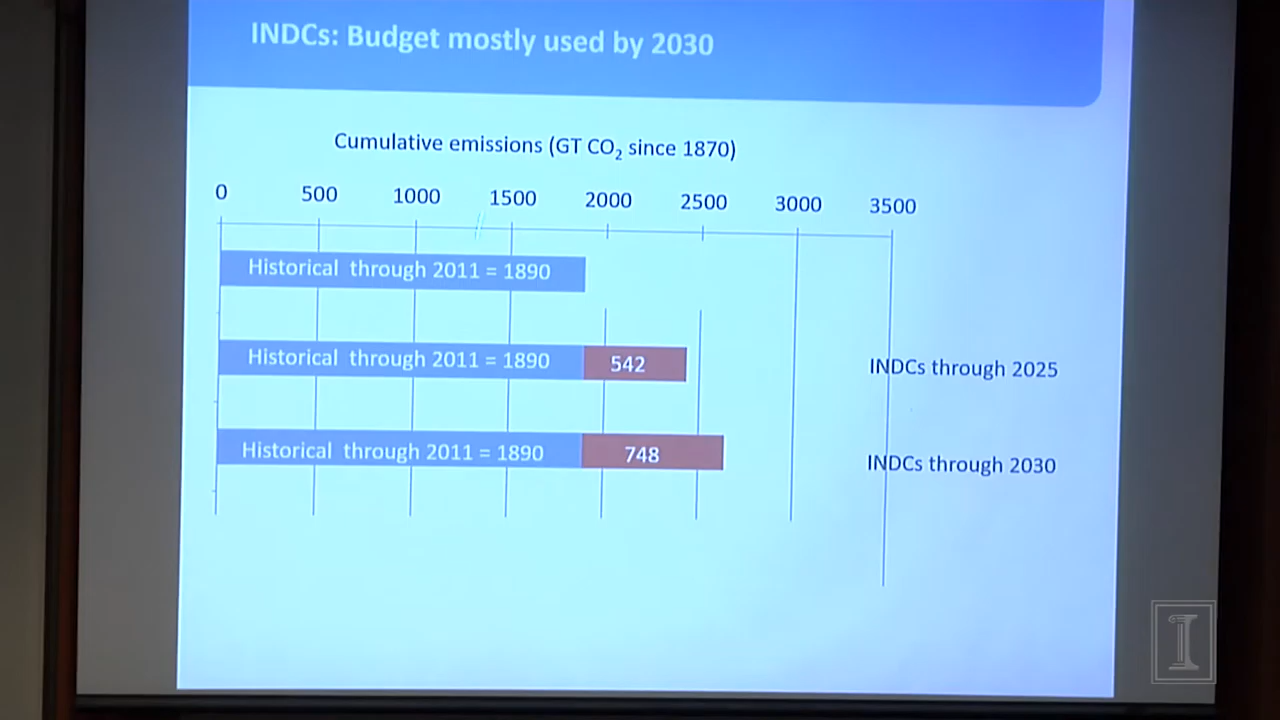 INDCs: Budget mostly used by 2030
Cumulative emissions (GT CO₂ since 1870)
0 500 1000 1500 2000 2500 3000 3500
Historical through 2011 = 1890
Historical through 2011 = 1890 542 INDCs through 2025
Historical through 2011 = 1890 748 INDCs through 2030
I